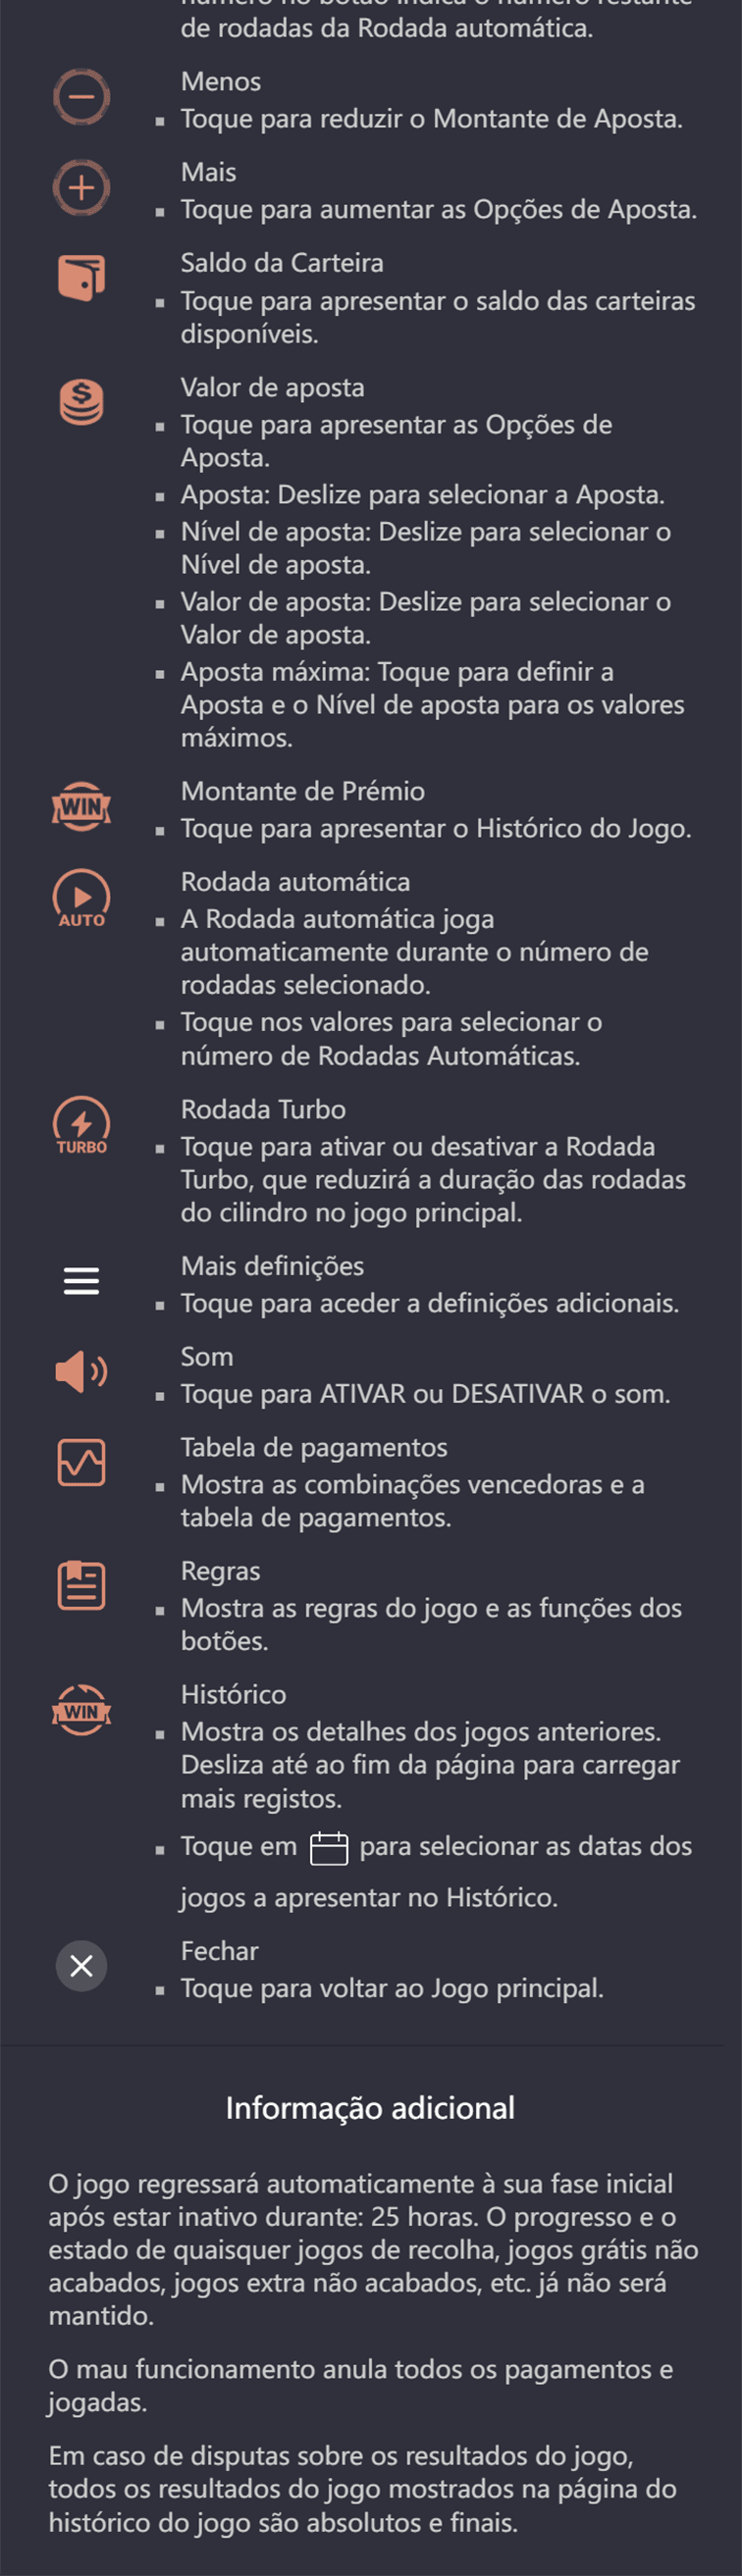 de rodadas da Rodada automática.
Menos
Toque para reduzir o Montante de Aposta.
Mais
Toque para aumentar as Opções de Aposta.
Saldo da Carteira
Toque para apresentar o saldo das carteiras
disponíveis.
Valor de aposta
Toque para apresentar as Opções de
Aposta.
Aposta: Deslize para selecionar a Aposta.
Nível de aposta: Deslize para selecionar o
Nível de aposta.
Valor de aposta: Deslize para selecionar o
Valor de aposta.
Aposta máxima: Toque para definir a
Aposta e o Nível de aposta para os valores
máximos.
WIN
Montante de Prémio
Toque para apresentar o Histórico do Jogo.
AUTO
Rodada automática
A Rodada automática joga
automaticamente durante o número de
rodadas selecionado.
Toque nos valores para selecionar o
número de Rodadas Automáticas.
TURBO
Rodada Turbo
Toque para ativar ou desativar a Rodada
Turbo, que reduzirá a duração das rodadas
do cilindro no jogo principal.
Mais definições
Toque para aceder a definições adicionais.
Som
Toque para ATIVAR ou DESATIVAR o som.
Tabela de pagamentos
Mostra as combinações vencedoras e a
tabela de pagamentos.
Regras
Mostra as regras do jogo e as funções dos
botões.
WIN
Histórico
Mostra os detalhes dos jogos anteriores.
Desliza até ao fim da página para carregar
mais registos.
Toque em para selecionar as datas dos
jogos a apresentar no Histórico.
Fechar
Toque para voltar ao Jogo principal.
Informação adicional
O jogo regressará automaticamente à sua fase inicial
após estar inativo durante: 25 horas. O progresso e o
estado de quaisquer jogos de recolha, jogos grátis não
acabados, jogos extra não acabados, etc. já não será
mantido.
O mau funcionamento anula todos os pagamentos e
jogadas.
Em caso de disputas sobre os resultados do jogo,
todos os resultados do jogo mostrados na página do
histórico do jogo são absolutos e finais.